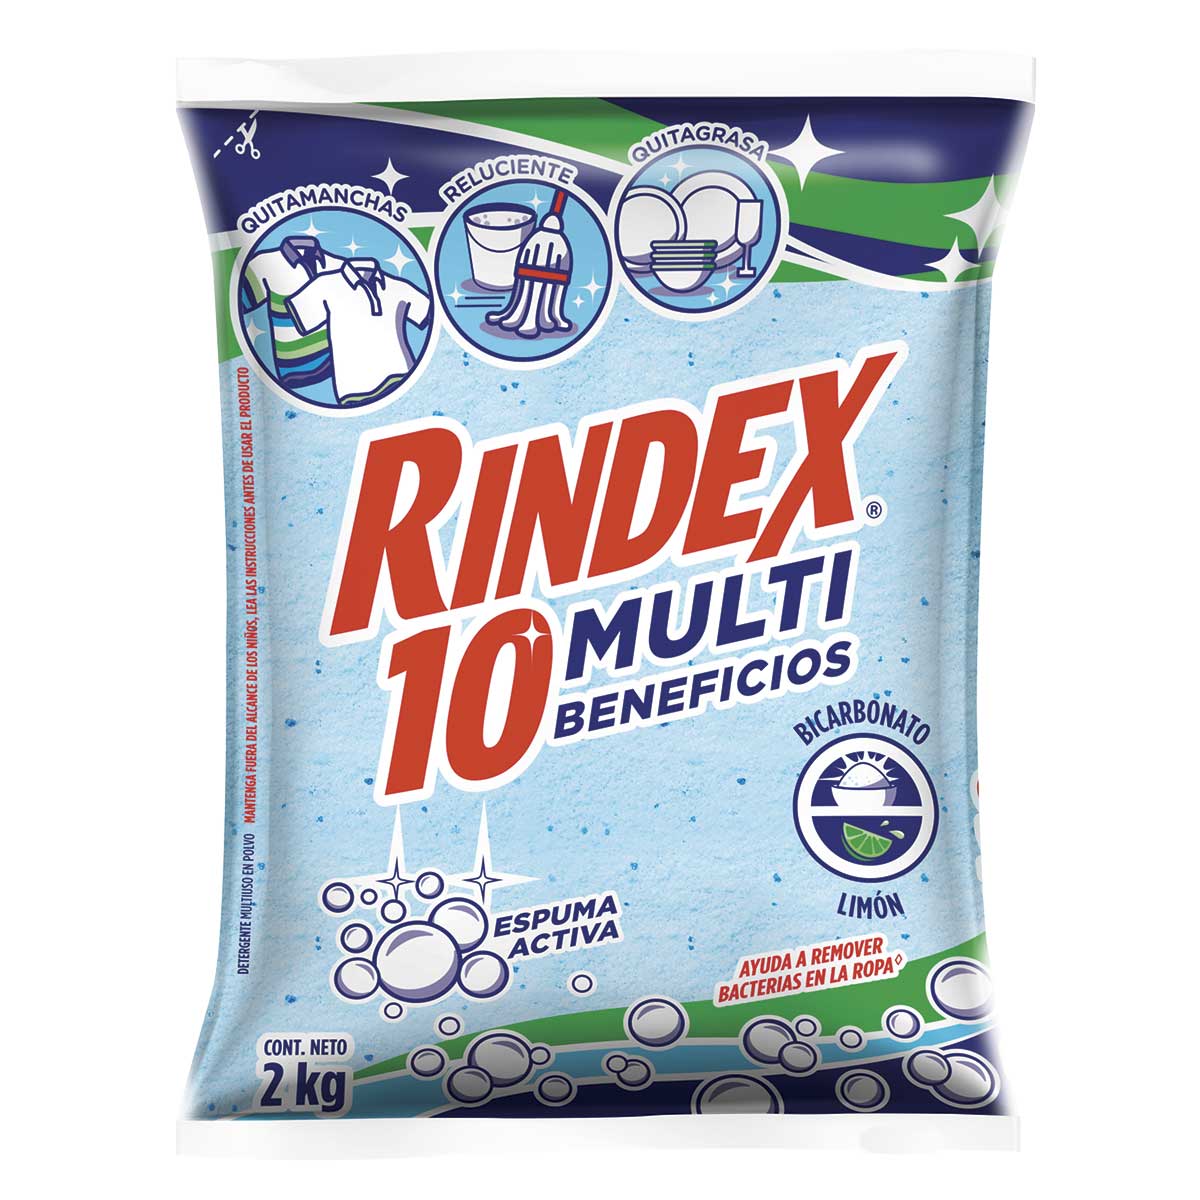 QUITAMANCHAS
RELUCIENTE
QUITAGRASA
RINDEX®
10 MULTI
BENEFICIOS
BICARBONATO
LIMÓN
ESPUMA
ACTIVA
AYUDA A REMOVER
BACTERIAS EN LA ROPA◊
CONT. NETO
2 kg
DETERGENTE MULTIUSO EN POLVO MANTENGA FUERA DEL ALCANCE DE LOS NIÑOS, LEA LAS INSTRUCCIONES ANTES DE USAR EL PRODUCTO